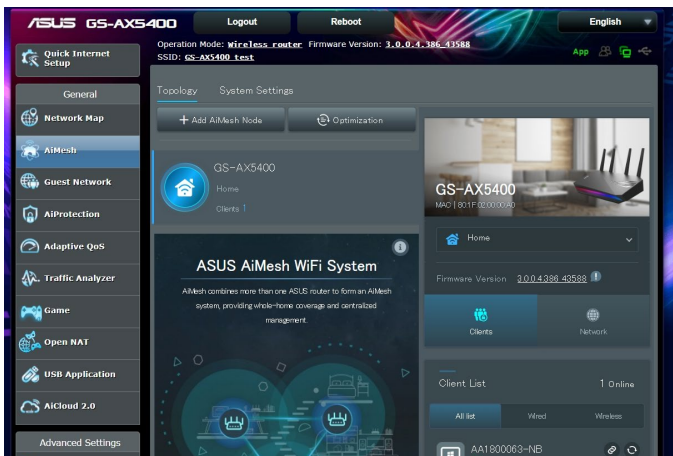 ASUS GS-AX5400
Logout
Reboot
English
Quick Internet
Setup
Operation Mode: Wireless router Firmware Version: 3.0.0.4.386_43588
SSID: GS-AX5400_test
App
General
Network Map
AiMesh
Guest Network
AiProtection
Adaptive QoS
Traffic Analyzer
Game
Open NAT
USB Application
AiCloud 2.0
Advanced Settings
Topology
System Settings
+ Add AiMesh Node
Optimization
GS-AX5400
Home
Clients 1
ASUS AiMesh WiFi System
AiMesh combines more than one ASUS router to form an AiMesh
system, providing whole-home coverage and centralized
management.
GS-AX5400
Home
Firmware Version 3.0.0.4.386_43588
Clients
Network
Client List
1 Online
All list
Wired
Wireless
AA1800063-NB